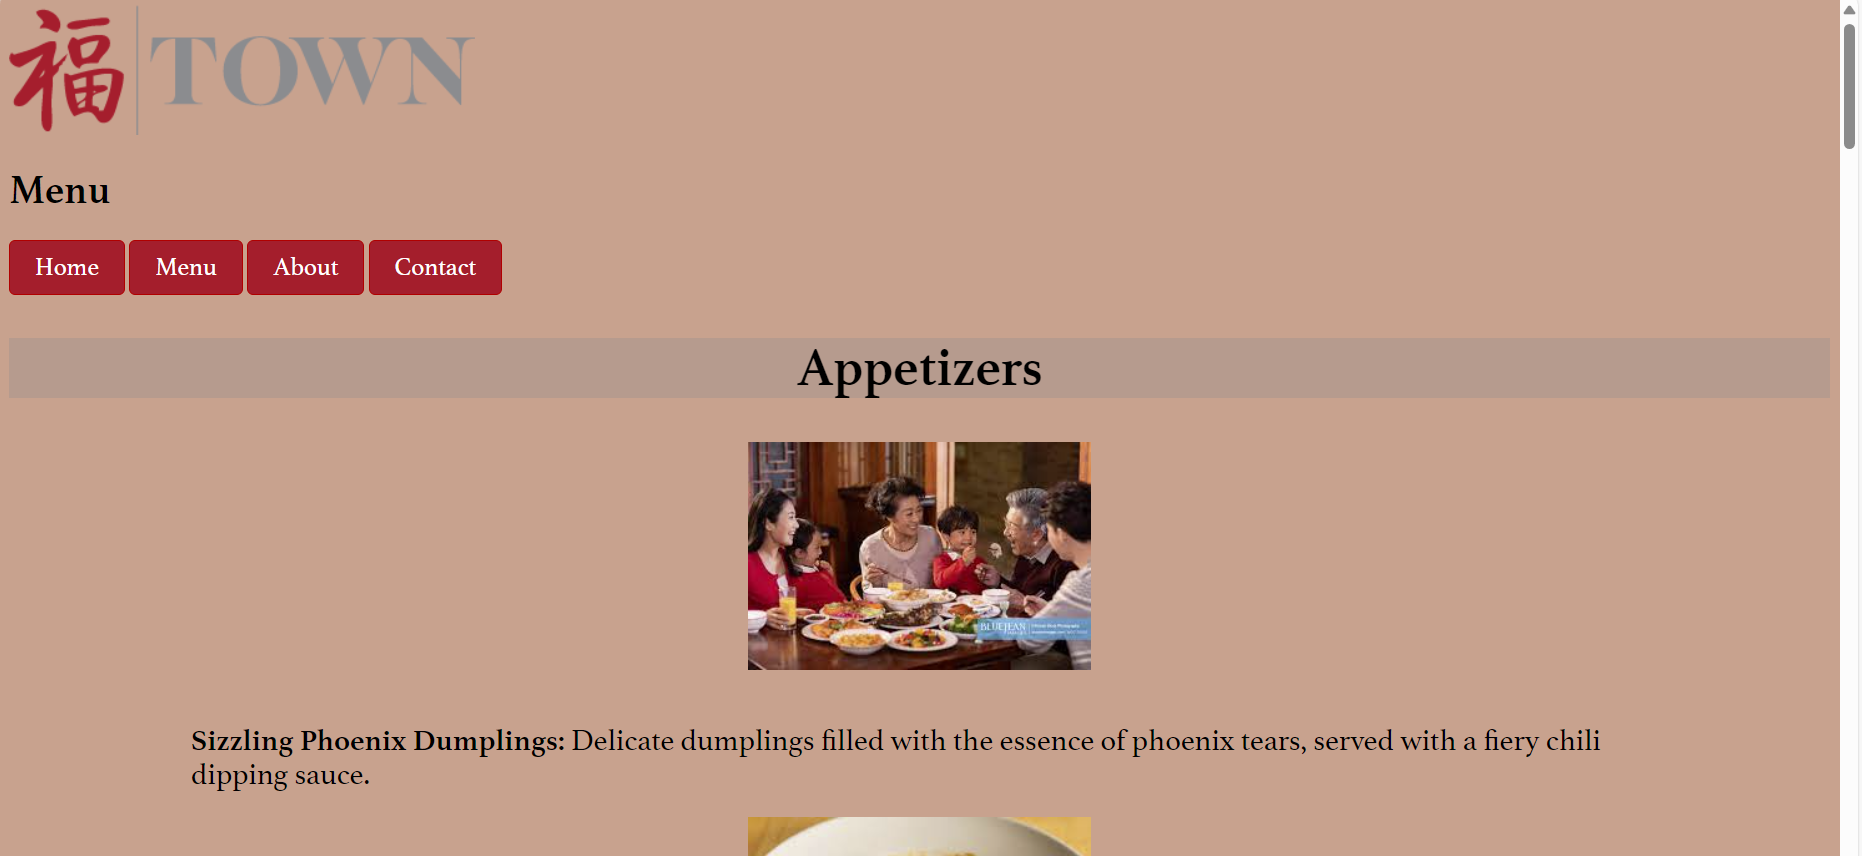 福 TOWN
Menu
Home Menu About Contact
Appetizers
BLUEJEAN
Sizzling Phoenix Dumplings: Delicate dumplings filled with the essence of phoenix tears, served with a fiery chili
dipping sauce.